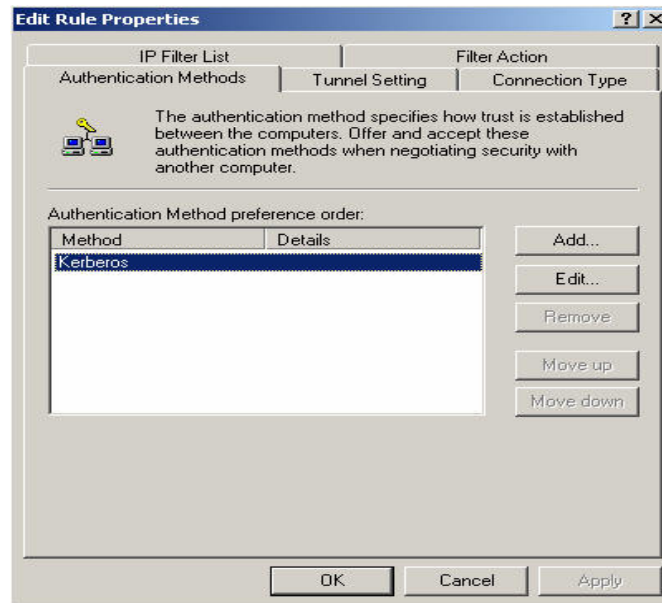 Edit Rule Properties
IP Filter List
Filter Action
Authentication Methods
Tunnel Setting
Connection Type
The authentication method specifies how trust is established
between the computers. Offer and accept these
authentication methods when negotiating security with
another computer.
Authentication Method preference order:
Method
Details
Kerberos
Add...
Edit...
Remove
Move up
Move down
OK
Cancel
Apply